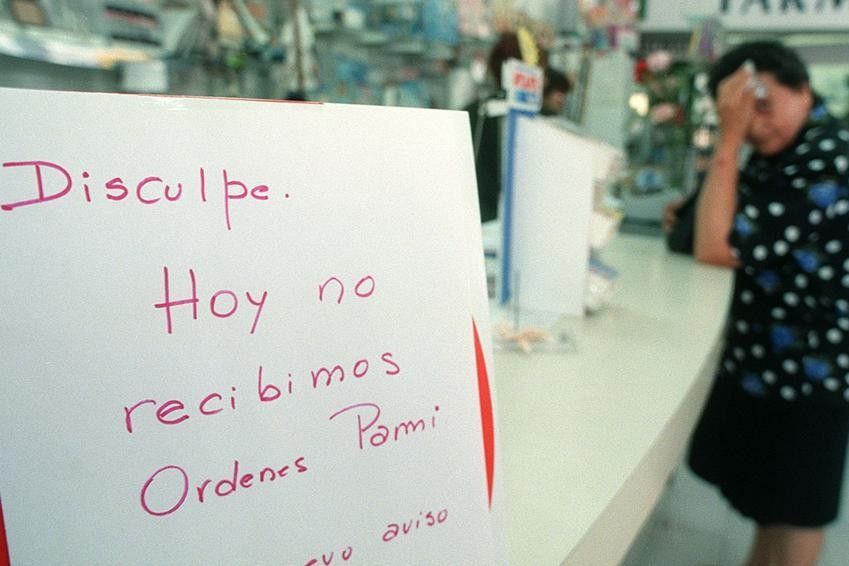 Disculpe.
Hoy no
recibimos
Ordenes Pami
aviso